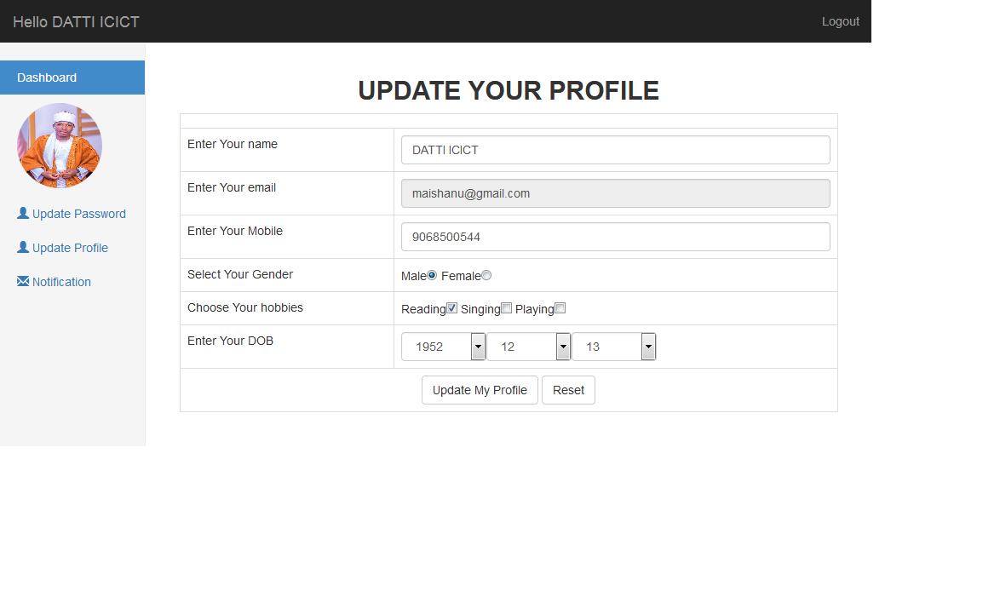 Hello DATTI ICICT
Logout
Dashboard
Update Password
Update Profile
Notification
UPDATE YOUR PROFILE
Enter Your name
DATTI ICICT
Enter Your email
maishanu@gmail.com
Enter Your Mobile
9068500544
Select Your Gender
Male Female
Choose Your hobbies
Reading Singing Playing
Enter Your DOB
1952 12 13
Update My Profile Reset